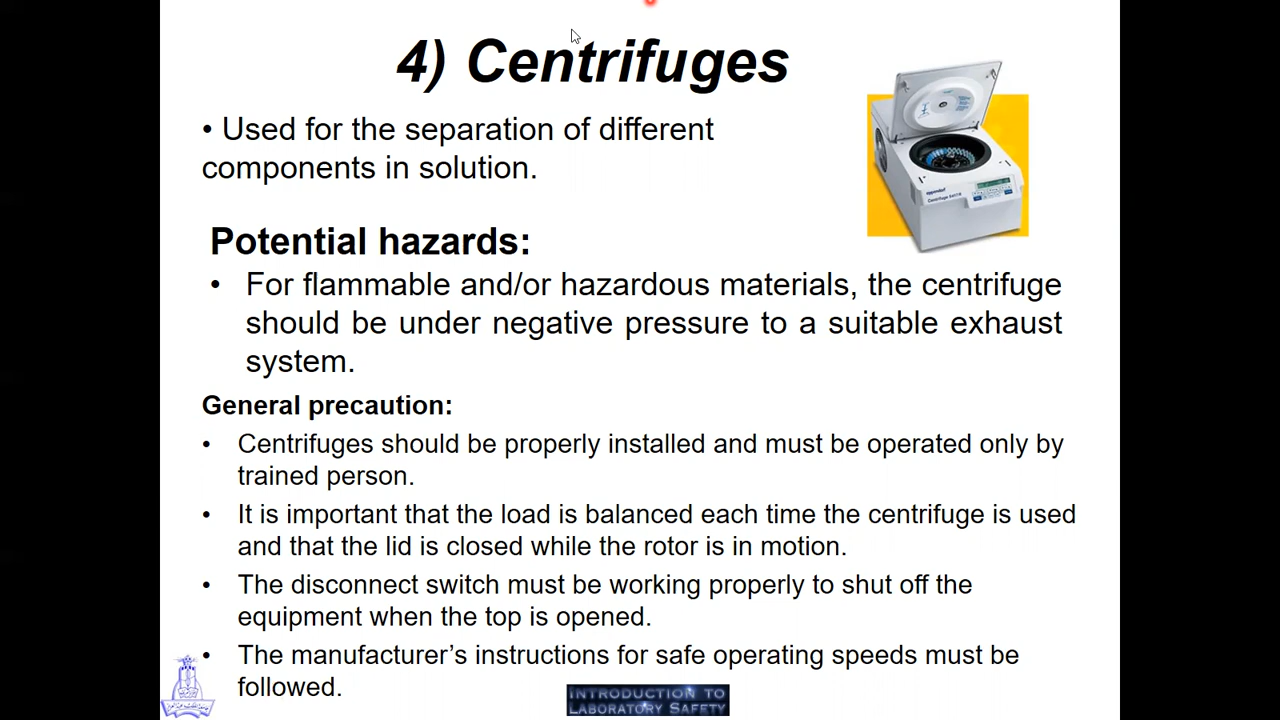 4) Centrifuges
• Used for the separation of different
components in solution.
eppendorf
Potential hazards:
• For flammable and/or hazardous materials, the centrifuge
should be under negative pressure to a suitable exhaust
system.
General precaution:
• Centrifuges should be properly installed and must be operated only by
trained person.
• It is important that the load is balanced each time the centrifuge is used
and that the lid is closed while the rotor is in motion.
• The disconnect switch must be working properly to shut off the
equipment when the top is opened.
• The manufacturer’s instructions for safe operating speeds must be
followed.
INTRODUCTION TO
LABORATORY SAFETY